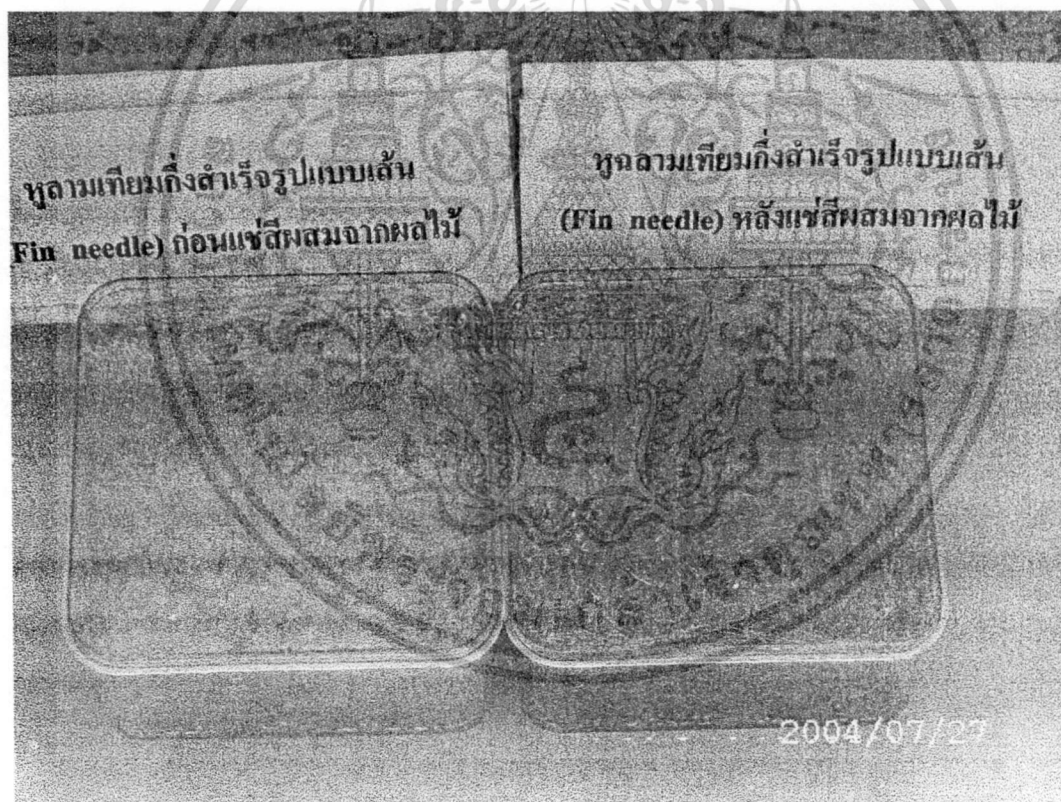 หูลามเทียมกึ่งสำเร็จรูปแบบเส้น
Fin needle) ก่อนแช่สีผสมจากผลไม้
หูฉลามเทียมกึ่งสำเร็จรูปแบบเส้น
(Fin needle) หลังแช่สีผสมจากผลไม้
2004/07/27